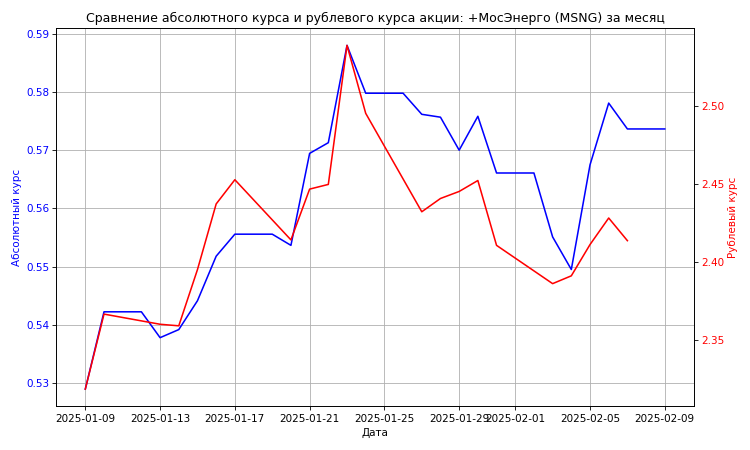 Сравнение абсолютного курса и рублевого курса акции: +МосЭнерго (MSNG) за месяц
0.59
0.58
0.57
0.56
0.55
0.54
0.53
Абсолютный курс
2.50
2.45
2.40
2.35
Рублевый курс
2025-01-09 2025-01-13 2025-01-17 2025-01-21 2025-01-25 2025-01-29 2025-02-01 2025-02-05 2025-02-09
Дата